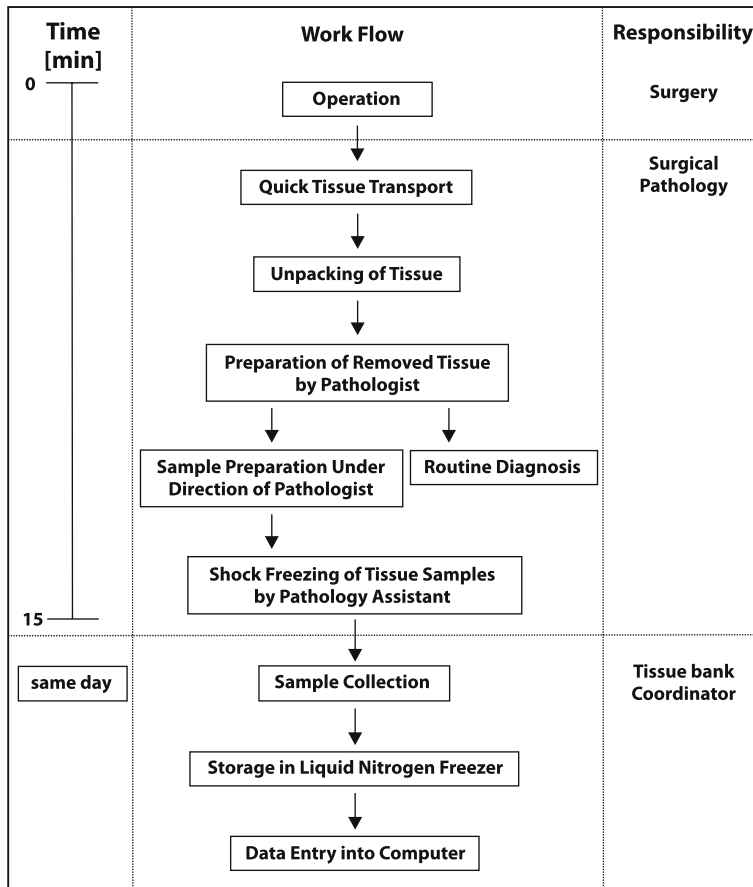 Time
[min]
Work Flow
Responsibility
0
Operation
Surgery
Quick Tissue Transport
Surgical
Pathology
Unpacking of Tissue
Preparation of Removed Tissue
by Pathologist
Sample Preparation Under
Direction of Pathologist
Routine Diagnosis
Shock Freezing of Tissue Samples
by Pathology Assistant
15
same day
Sample Collection
Tissue bank
Coordinator
Storage in Liquid Nitrogen Freezer
Data Entry into Computer